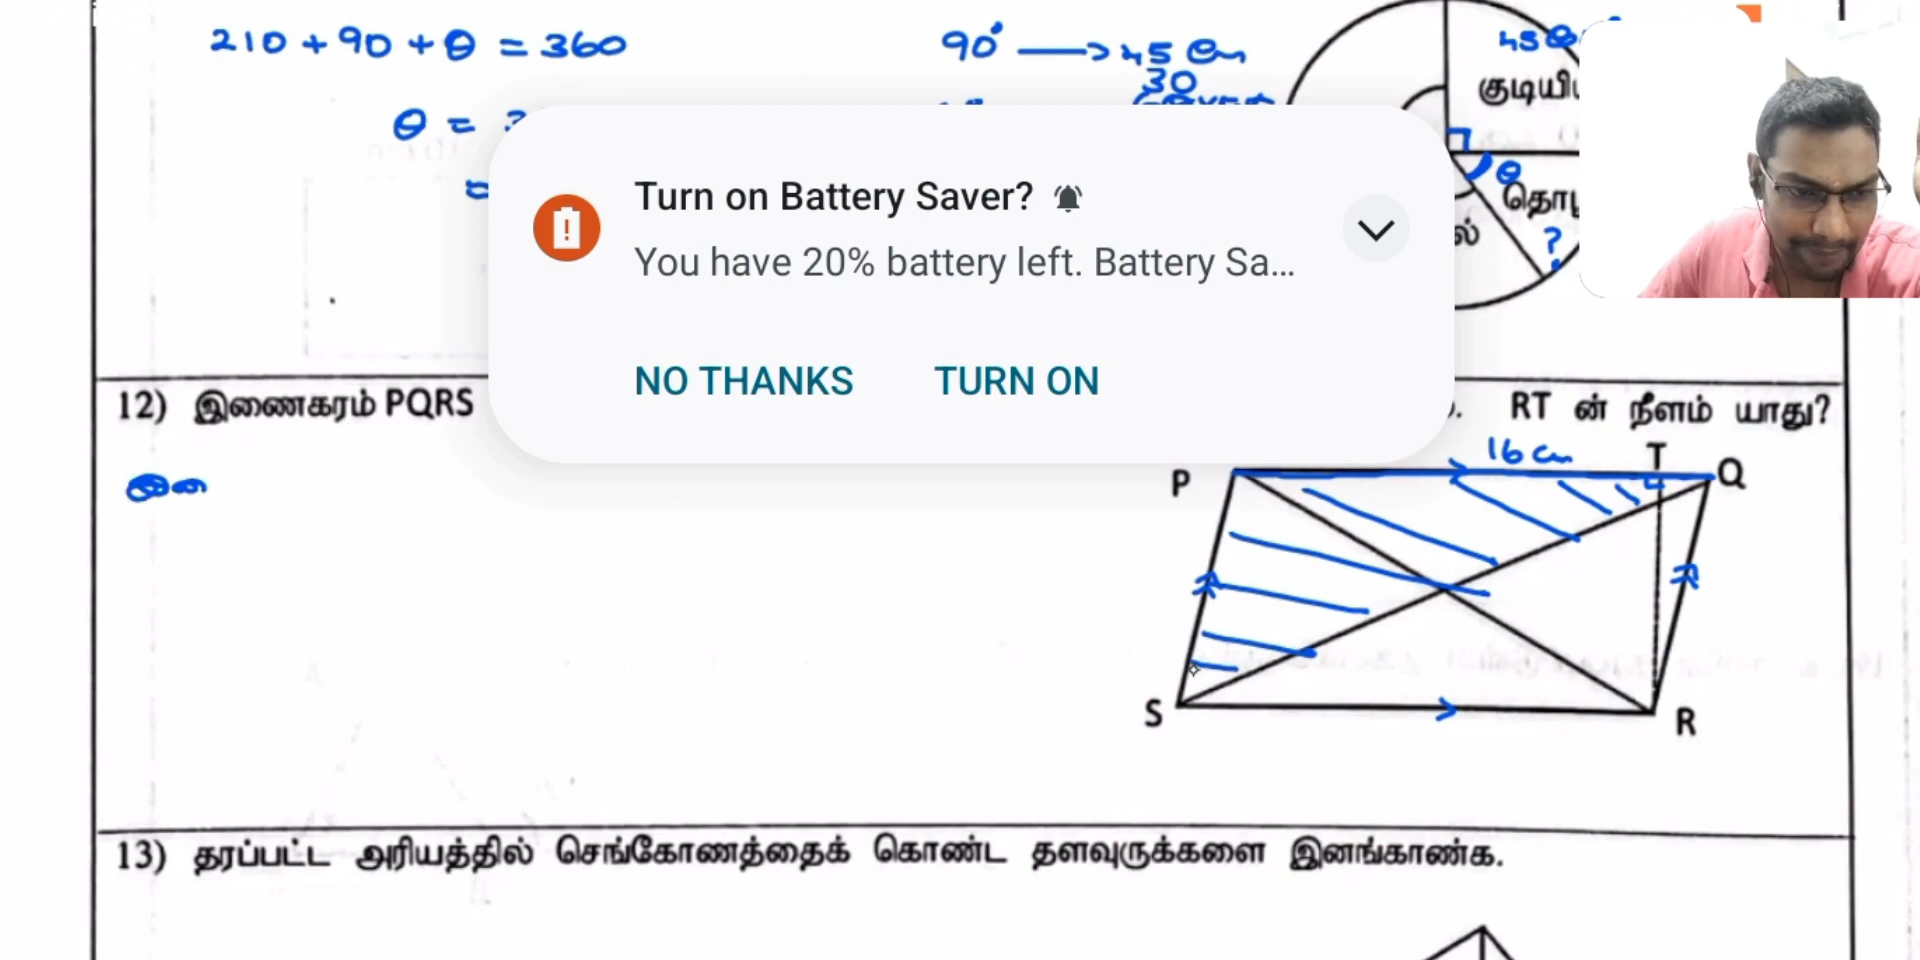 210 + 90 + θ = 360
90° → 45
30
θ =
=
45
குடியி
θ
தொழ
ல்
?
Turn on Battery Saver?
You have 20% battery left. Battery Sa...
NO THANKS TURN ON
12) இணைகரம் PQRS
RT ன் நீளம் யாது?
16 cm
T
P
Q
S
R
13) தரப்பட்ட அரியத்தில் செங்கோணத்தைக் கொண்ட தளவுருக்களை இனங்காண்க.